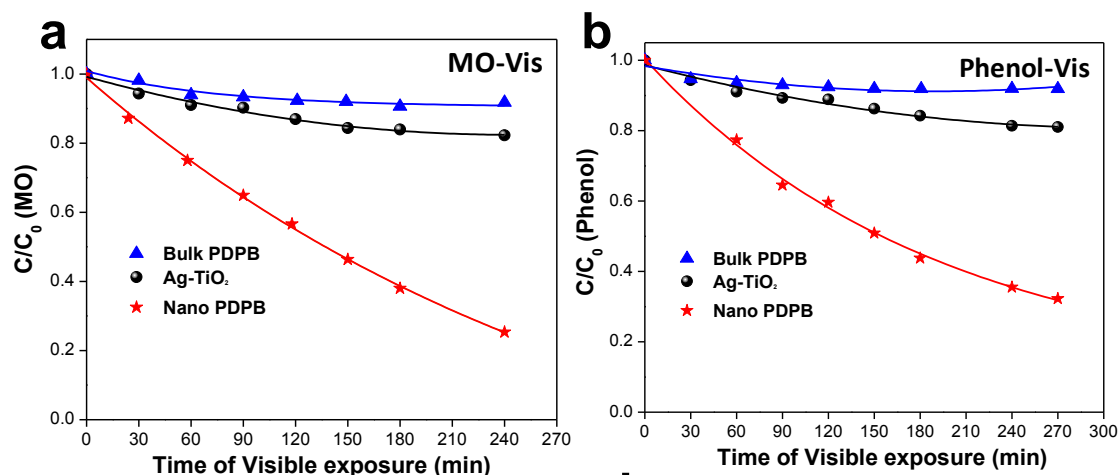 a
MO-Vis
C/C₀ (MO)
1.0
0.8
0.6
0.4
0.2
0.0
Bulk PDPB
Ag-TiO₂
Nano PDPB
0 30 60 90 120 150 180 210 240 270
Time of Visible exposure (min)
b
Phenol-Vis
C/C₀ (Phenol)
1.0
0.8
0.6
0.4
0.2
0.0
Bulk PDPB
Ag-TiO₂
Nano PDPB
0 30 60 90 120 150 180 210 240 270 300
Time of Visible exposure (min)